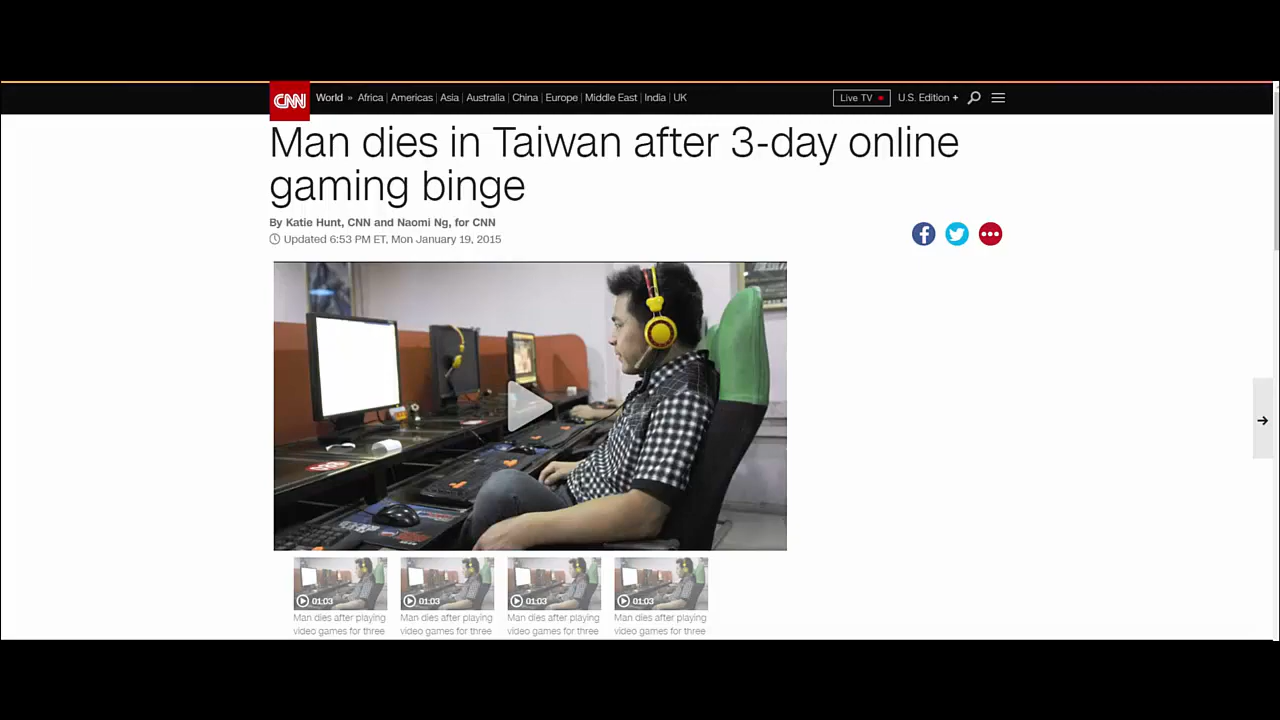 CNN World » Africa | Americas | Asia | Australia | China | Europe | Middle East | India | UK Live TV U.S. Edition +
Man dies in Taiwan after 3-day online
gaming binge
By Katie Hunt, CNN and Naomi Ng, for CNN
Updated 6:53 PM ET, Mon January 19, 2015
01:03 01:03 01:03 01:03
Man dies after playing Man dies after playing Man dies after playing Man dies after playing
video games for three video games for three video games for three video games for three